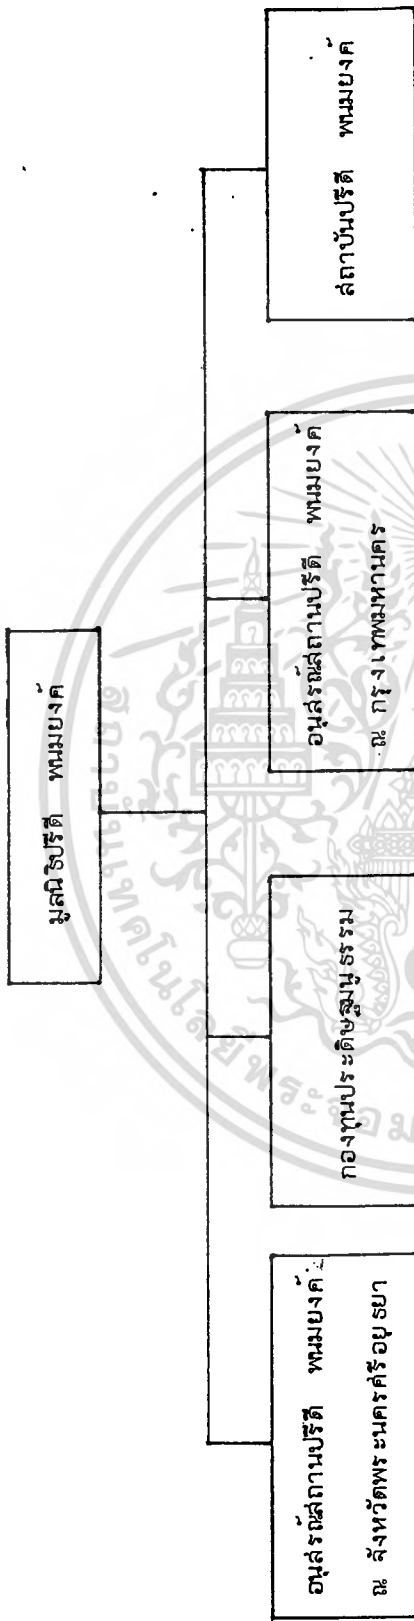 มูลนิธิปรีดี พนมยงค์
อนุสรณ์สถานปรีดี พนมยงค์
ณ จังหวัดพระนครศรีอยุธยา
กองทุนประดิษฐ์มนูธรรม
อนุสรณ์สถานปรีดี พนมยงค์
ณ กรุงเทพมหานคร
สถาบันปรีดี พนมยงค์